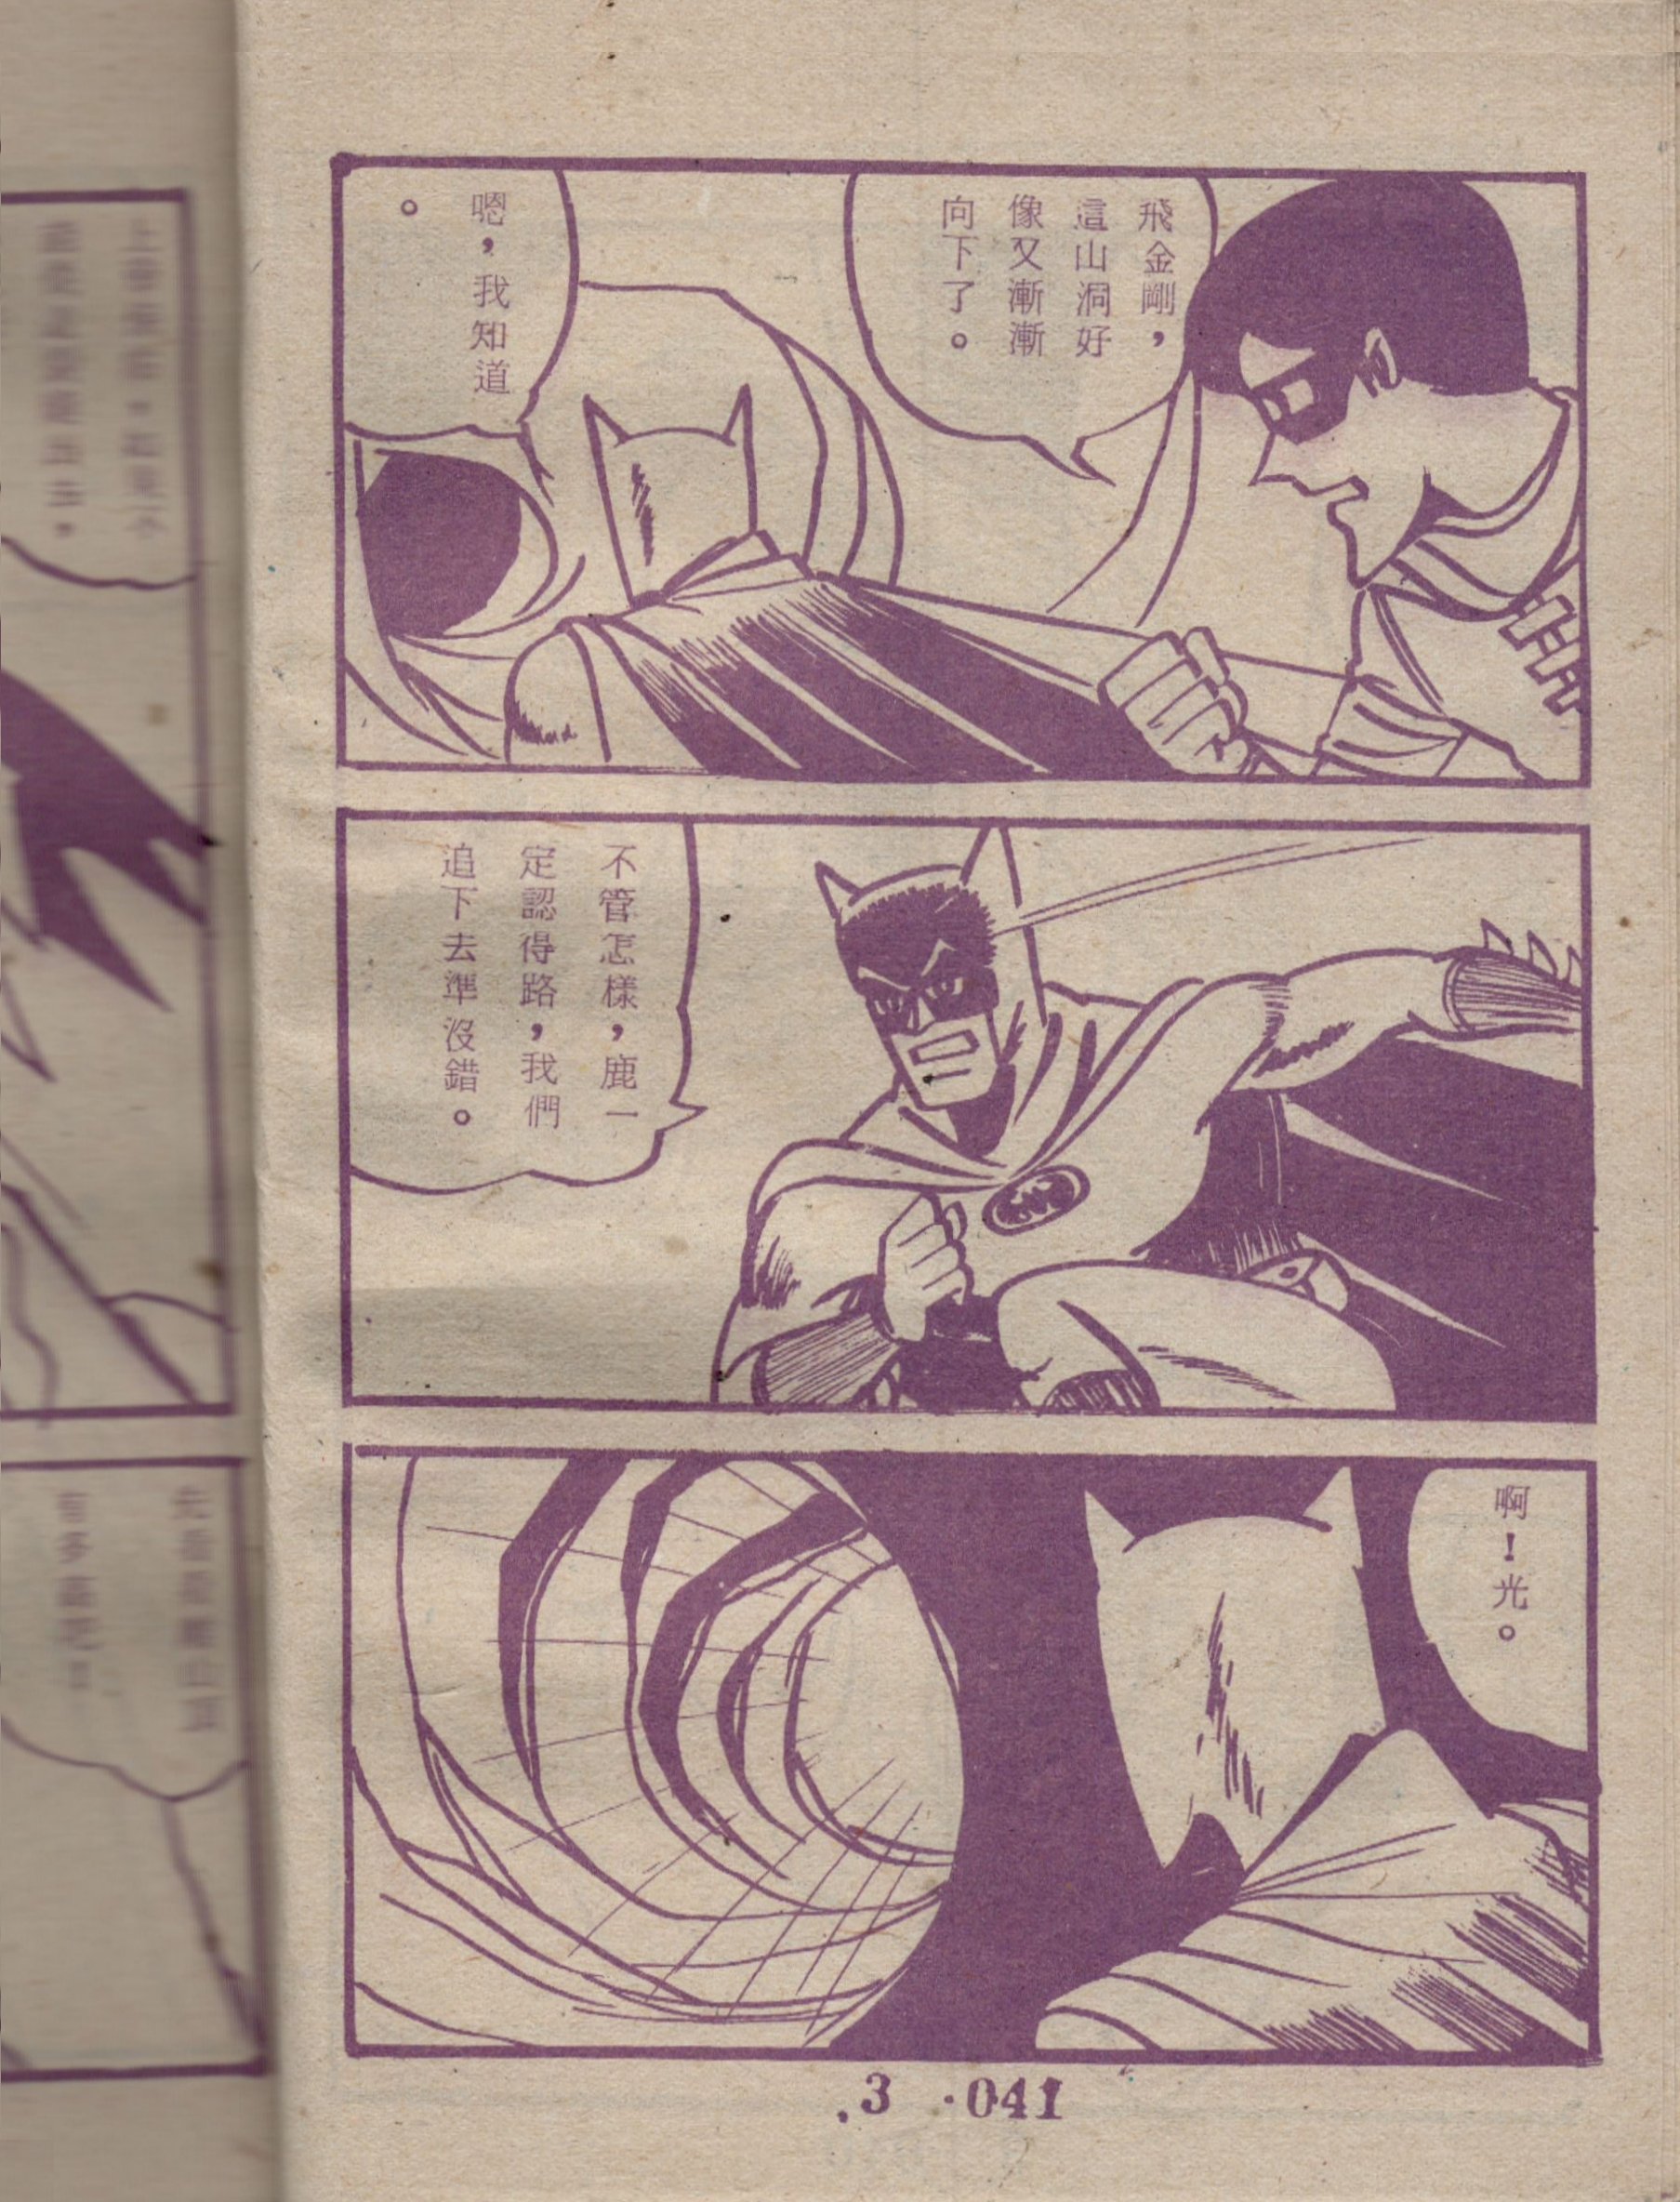 飛金剛，
這山洞好
像又漸漸
向下了。
嗯，我知道
。
不管怎樣，鹿一
定認得路，我們
追下去準沒錯。
啊！光。
.3 ·041